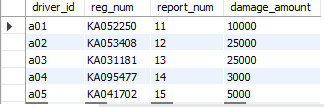 driver_id reg_num report_num damage_amount
a01 KA052250 11 10000
a02 KA053408 12 25000
a03 KA031181 13 25000
a04 KA095477 14 3000
a05 KA041702 15 5000